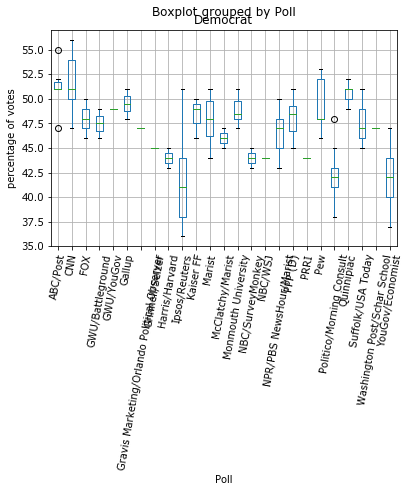 Boxplot grouped by Poll
Democrat
percentage of votes
55.0
52.5
50.0
47.5
45.0
42.5
40.0
37.5
35.0
ABC/Post
CNN
FOX
GWU/Battleground
GWU/YouGov
Gallup
Gravis Marketing/Orlando Political Observer
Harris/Harvard
Ipsos/Reuters
Kaiser FF
Marist
McClatchy/Marist
Monmouth University
NBC/SurveyMonkey
NBC/WSJ
NPR/PBS NewsHour/Marist
PPP (D)
PRRI
Pew
Politico/Morning Consult
Quinnipiac
Suffolk/USA Today
Washington Post/Schar School
YouGov/Economist
Poll